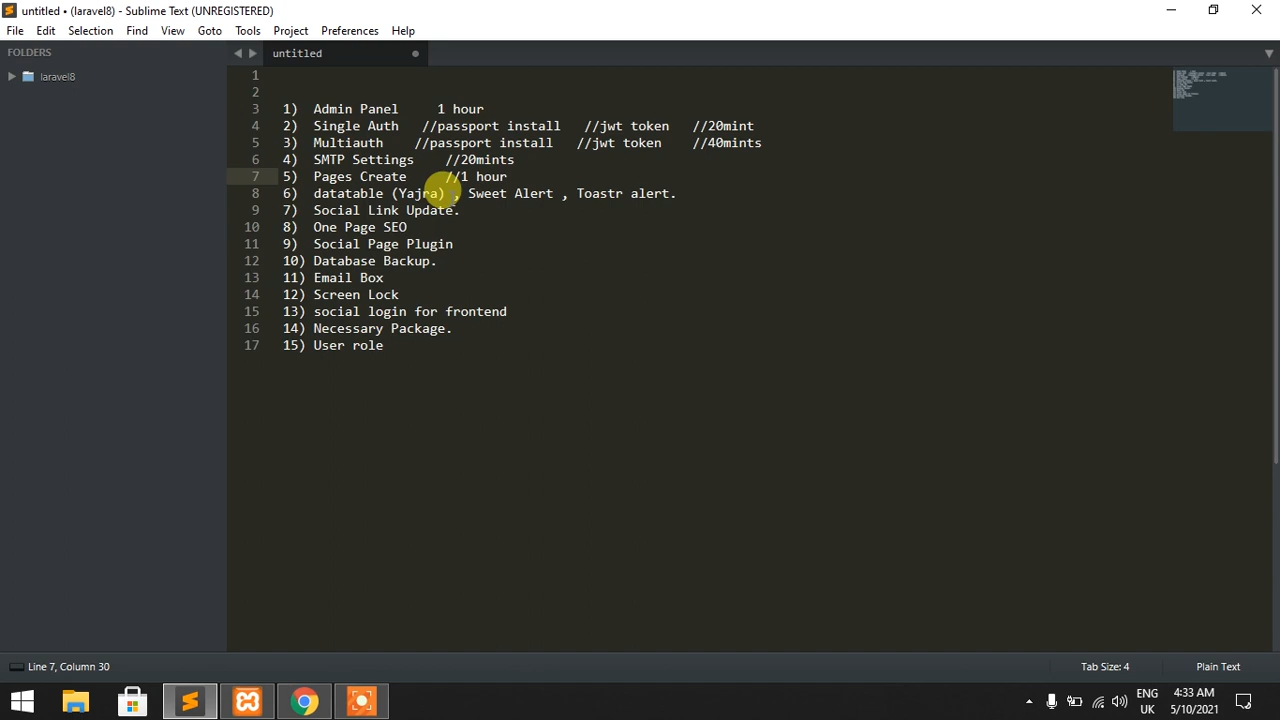 untitled • (laravel8) - Sublime Text (UNREGISTERED)
File Edit Selection Find View Goto Tools Project Preferences Help
FOLDERS
laravel8
untitled
1
2
3 1) Admin Panel 1 hour
4 2) Single Auth //passport install //jwt token //20mint
5 3) Multiauth //passport install //jwt token //40mints
6 4) SMTP Settings //20mints
7 5) Pages Create //1 hour
8 6) datatable (Yajra) , Sweet Alert , Toastr alert.
9 7) Social Link Update.
10 8) One Page SEO
11 9) Social Page Plugin
12 10) Database Backup.
13 11) Email Box
14 12) Screen Lock
15 13) social login for frontend
16 14) Necessary Package.
17 15) User role
Line 7, Column 30
Tab Size: 4 Plain Text
ENG 4:33 AM
UK 5/10/2021